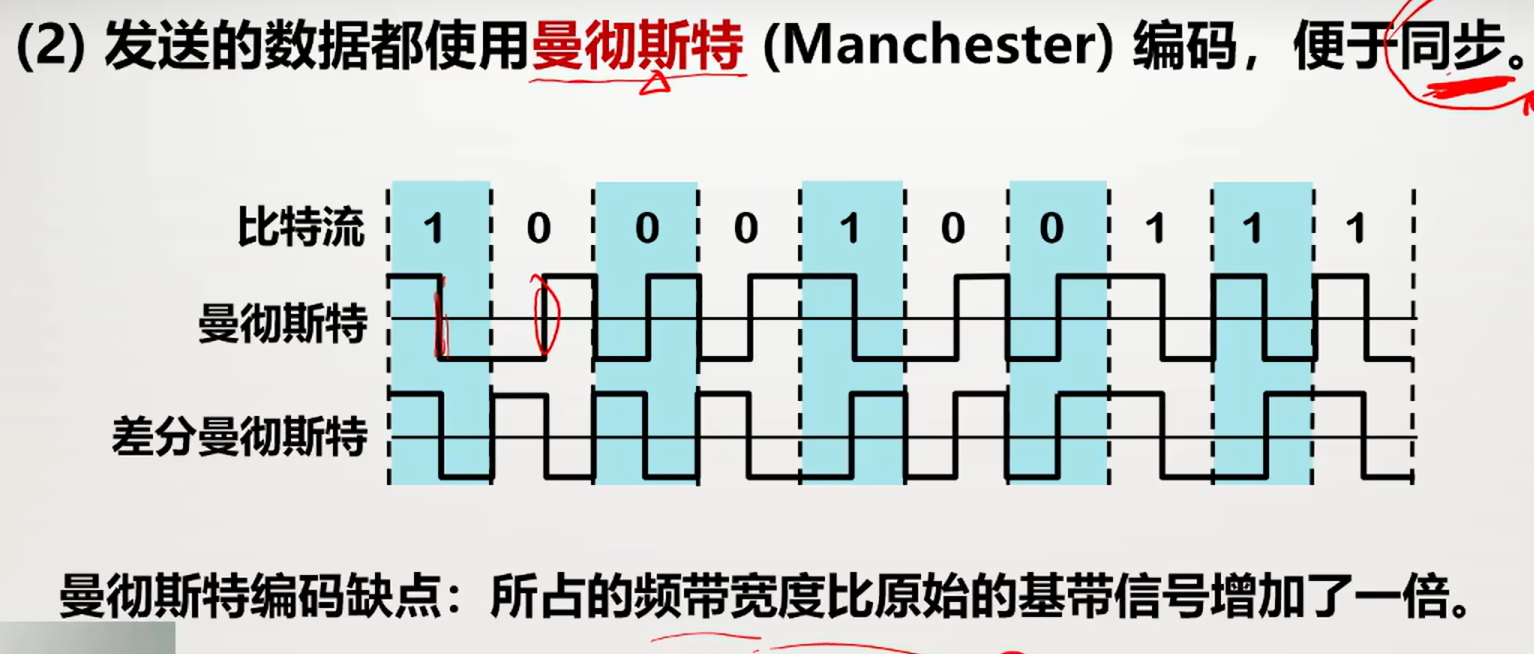 (2) 发送的数据都使用曼彻斯特 (Manchester) 编码，便于同步。
比特流 1 0 0 0 1 0 0 1 1 1
曼彻斯特
差分曼彻斯特
曼彻斯特编码缺点：所占的频带宽度比原始的基带信号增加了一倍。